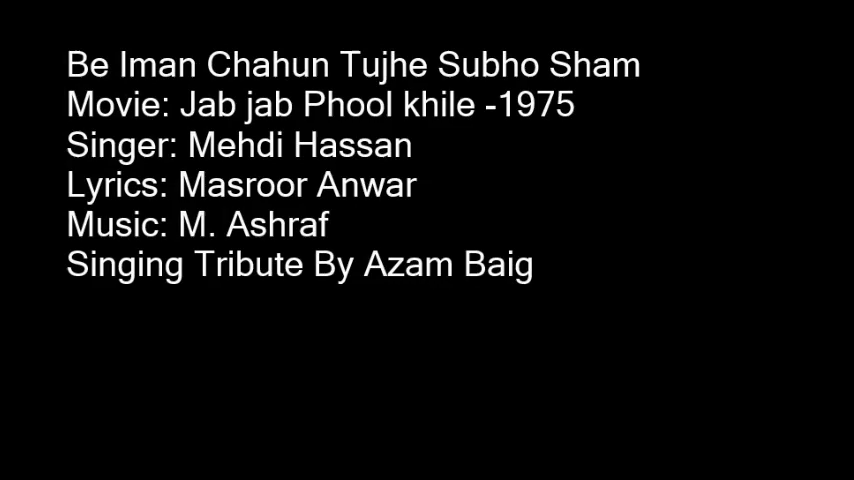 Be Iman Chahun Tujhe Subho Sham
Movie: Jab jab Phool khile -1975
Singer: Mehdi Hassan
Lyrics: Masroor Anwar
Music: M. Ashraf
Singing Tribute By Azam Baig